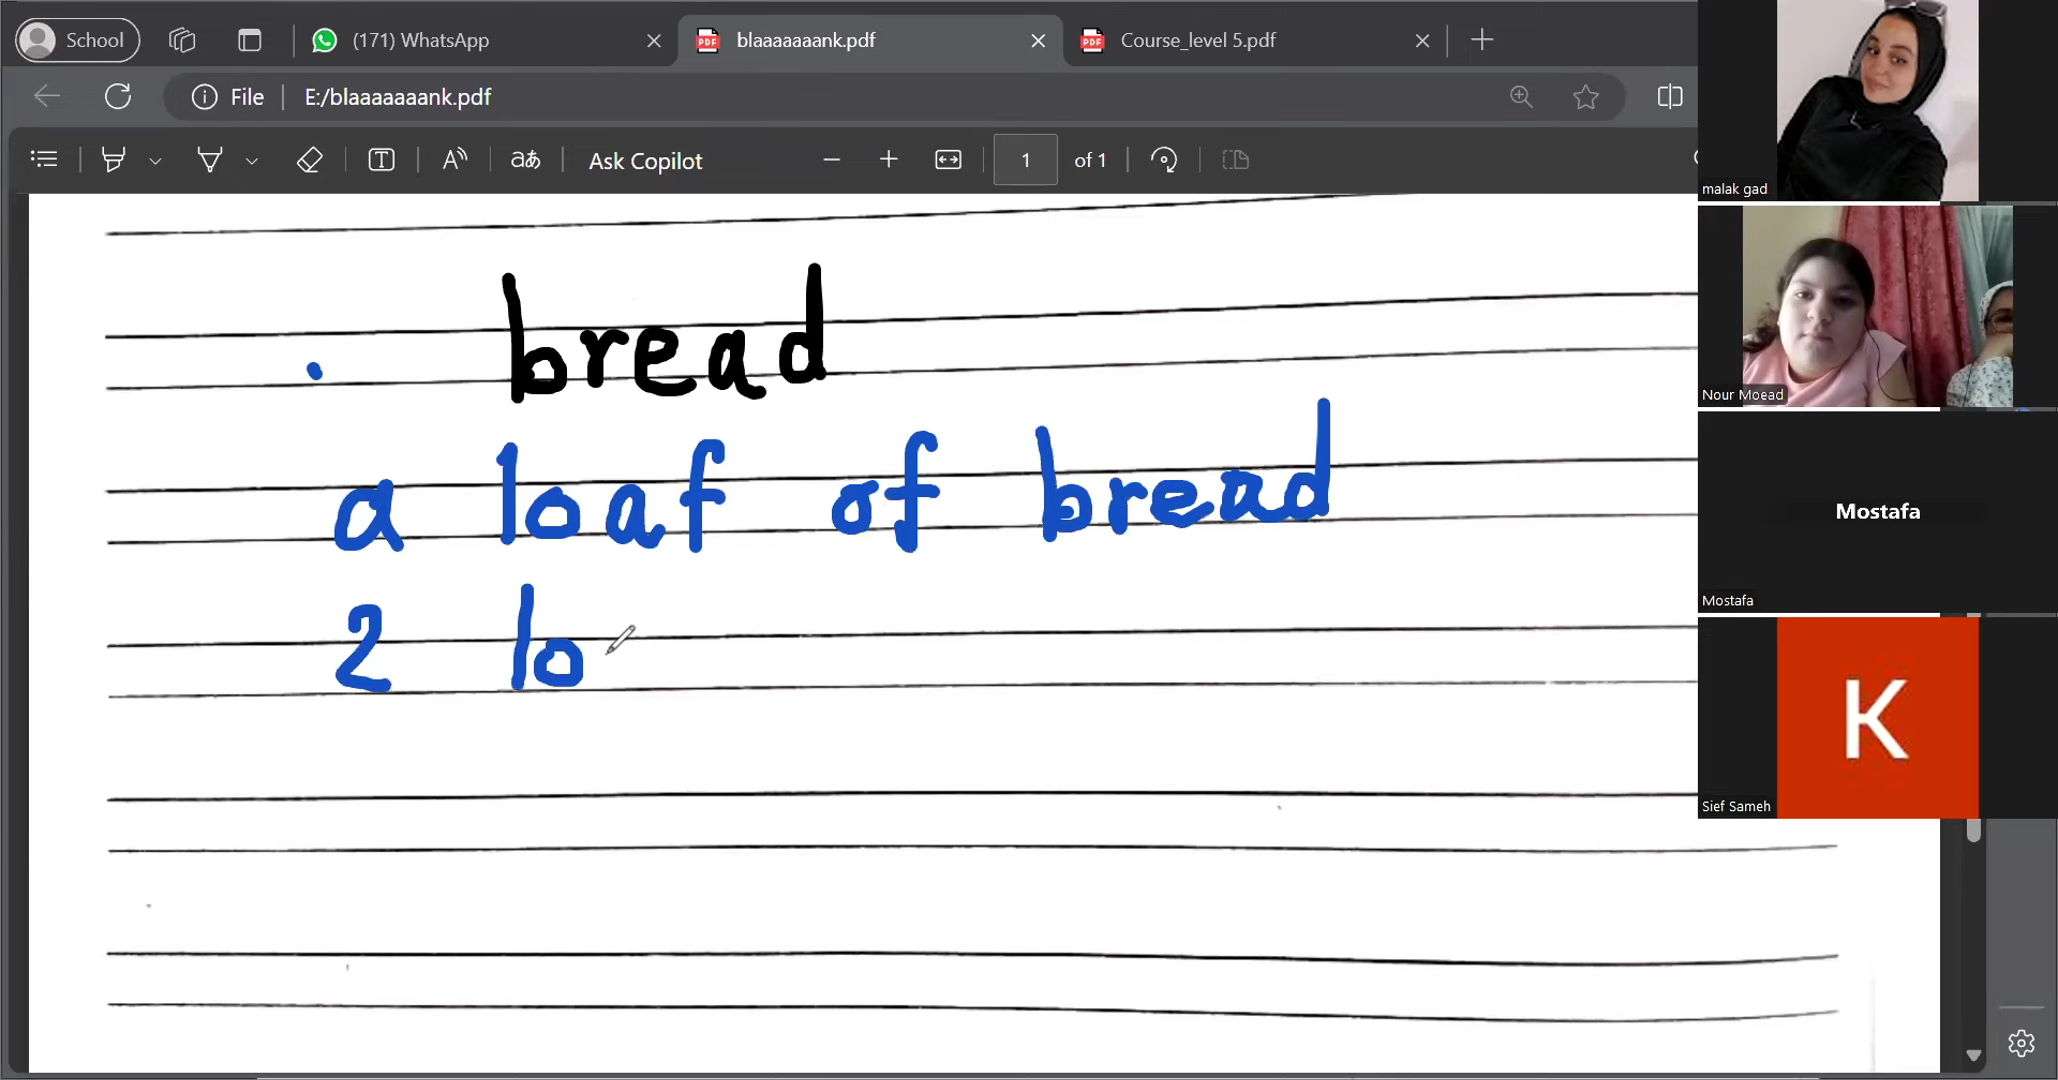 School
(171) WhatsApp
blaaaaaaank.pdf
Course_level 5.pdf
File
E:/blaaaaaaank.pdf
Ask Copilot
1 of 1
bread
a loaf of bread
2 lo
malak gad
Nour Moead
Mostafa
Mostafa
K
Sief Sameh